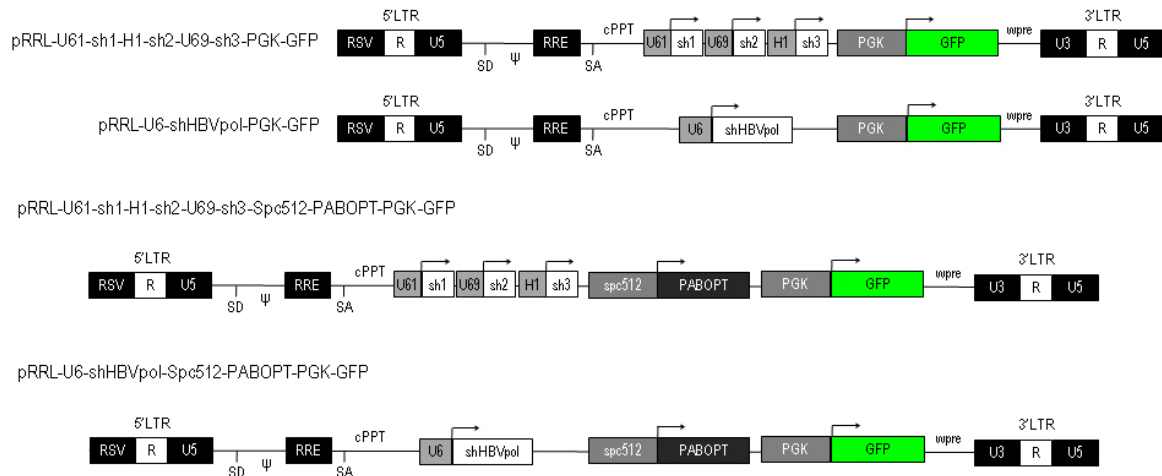 pRRL-U61-sh1-H1-sh2-U69-sh3-PGK-GFP
5'LTR
3'LTR
cPPT
wpre
RSV R U5 RRE U61 sh1 U69 sh2 H1 sh3 PGK GFP U3 R U5
SD Ψ SA
pRRL-U6-shHBVpol-PGK-GFP
5'LTR
3'LTR
cPPT
wpre
RSV R U5 RRE U6 shHBVpol PGK GFP U3 R U5
SD Ψ SA
pRRL-U61-sh1-H1-sh2-U69-sh3-Spc512-PABOPT-PGK-GFP
5'LTR
3'LTR
cPPT
wpre
RSV R U5 RRE U61 sh1 U69 sh2 H1 sh3 spc512 PABOPT PGK GFP U3 R U5
SD Ψ SA
pRRL-U6-shHBVpol-Spc512-PABOPT-PGK-GFP
5'LTR
3'LTR
cPPT
wpre
RSV R U5 RRE U6 shHBVpol spc512 PABOPT PGK GFP U3 R U5
SD Ψ SA